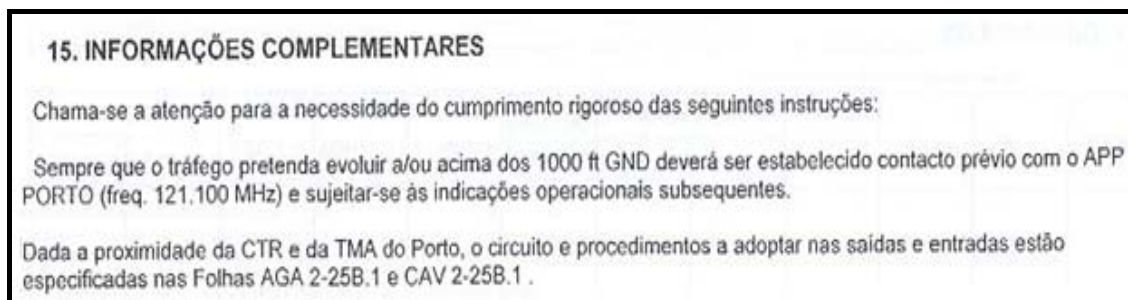 15. INFORMAÇÕES COMPLEMENTARES
Chama-se a atenção para a necessidade do cumprimento rigoroso das seguintes instruções:
Sempre que o tráfego pretenda evoluir a/ou acima dos 1000 ft GND deverá ser estabelecido contacto prévio com o APP
PORTO (freq. 121.100 MHz) e sujeitar-se às indicações operacionais subsequentes.
Dada a proximidade da CTR e da TMA do Porto, o circuito e procedimentos a adoptar nas saídas e entradas estão
especificadas nas Folhas AGA 2-25B.1 e CAV 2-25B.1 .